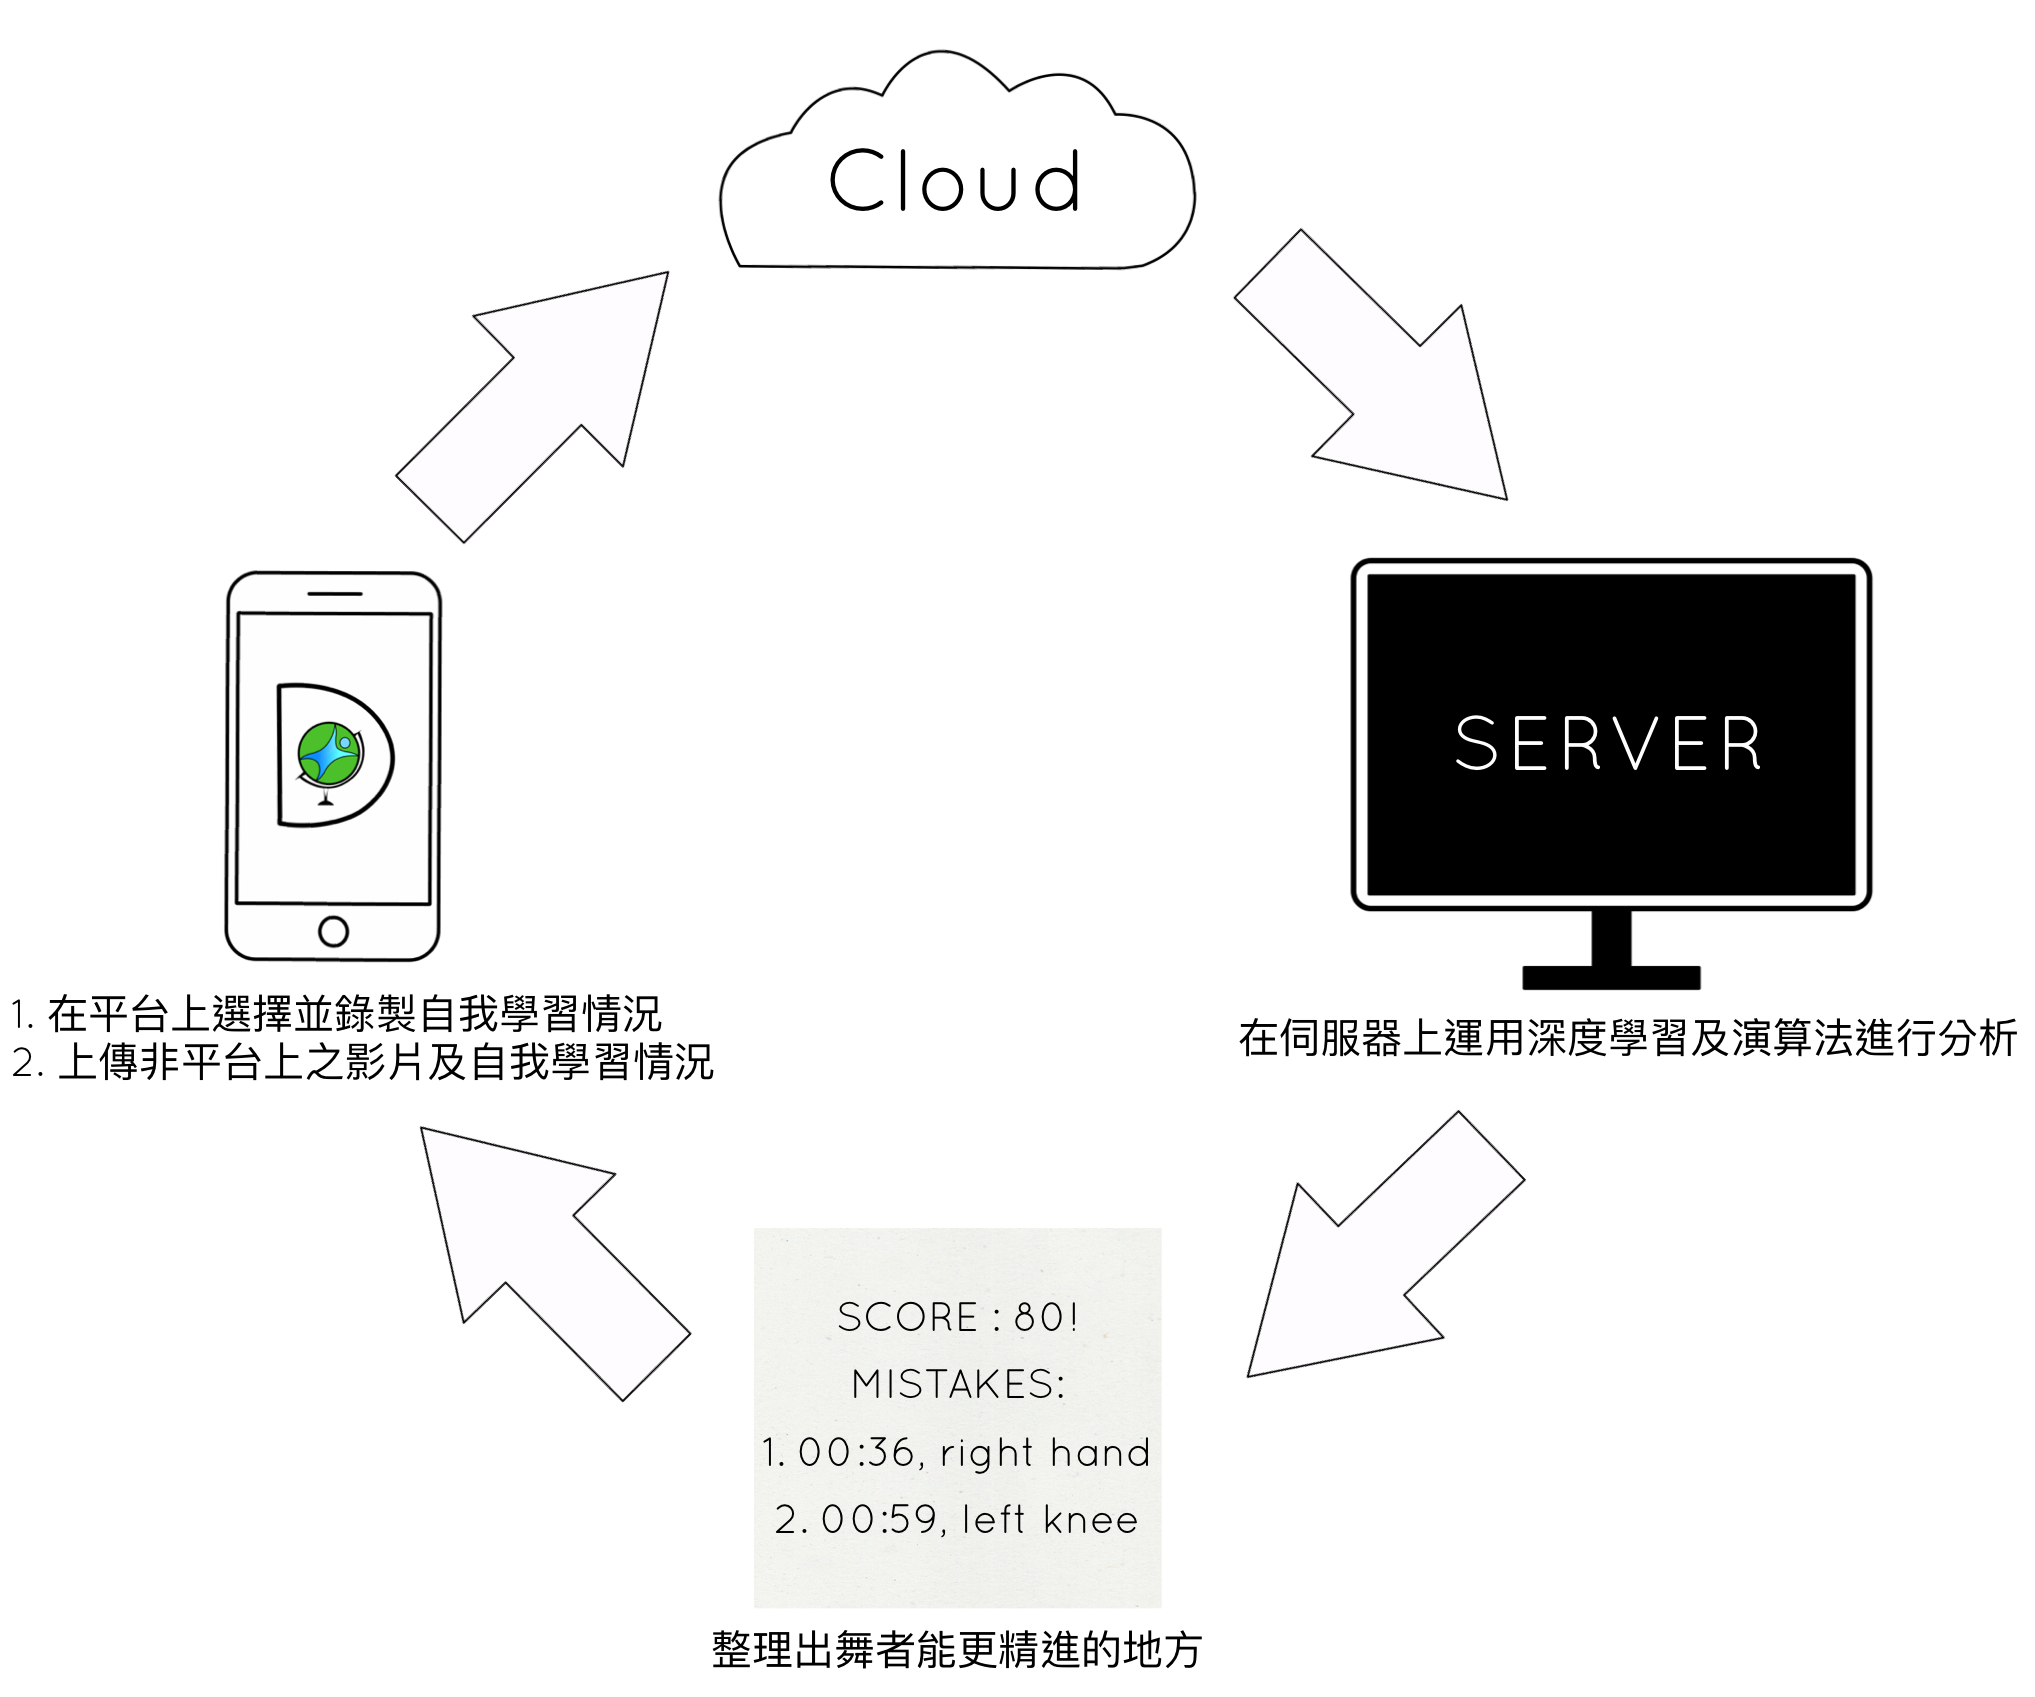 Cloud
SERVER
1. 在平台上選擇並錄製自我學習情況
2. 上傳非平台上之影片及自我學習情況
在伺服器上運用深度學習及演算法進行分析
SCORE : 80!
MISTAKES:
1. 00:36, right hand
2. 00:59, left knee
整理出舞者能更精進的地方